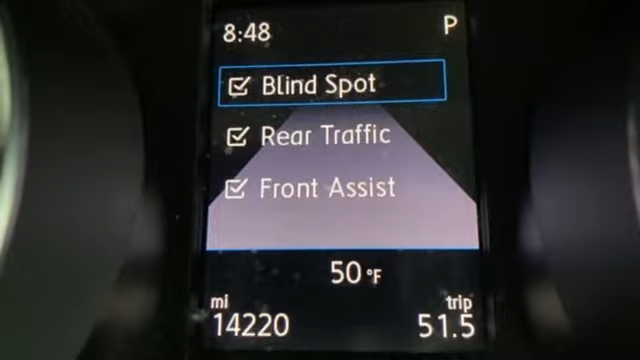 8:48 P
Blind Spot
Rear Traffic
Front Assist
50 °F
mi trip
14220 51.5